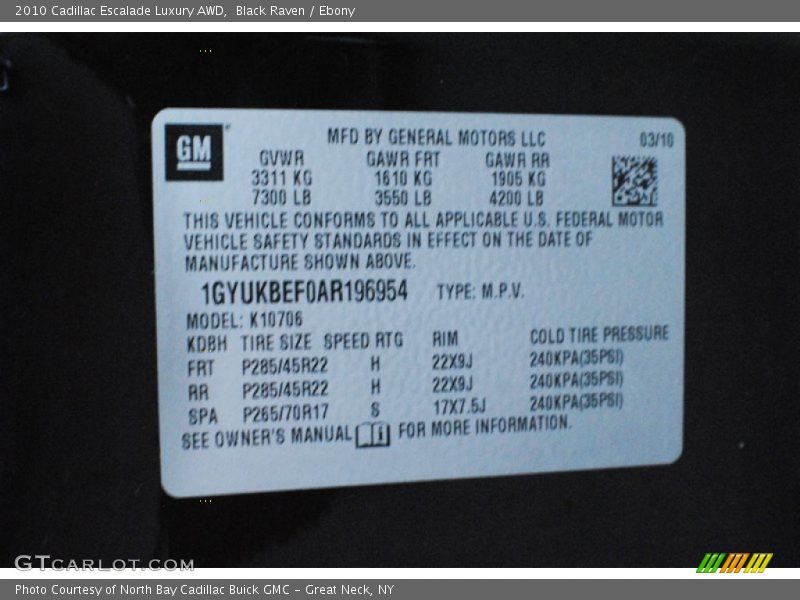 2010 Cadillac Escalade Luxury AWD, Black Raven / Ebony
GM
MFD BY GENERAL MOTORS LLC 03/10
GVWR GAWR FRT GAWR RR
3311 KG 1610 KG 1905 KG
7300 LB 3550 LB 4200 LB
THIS VEHICLE CONFORMS TO ALL APPLICABLE U.S. FEDERAL MOTOR
VEHICLE SAFETY STANDARDS IN EFFECT ON THE DATE OF
MANUFACTURE SHOWN ABOVE.
1GYUKBEF0AR196954 TYPE: M.P.V.
MODEL: K10706
KDBH TIRE SIZE SPEED RTG RIM COLD TIRE PRESSURE
FRT P285/45R22 H 22X9J 240KPA(35PSI)
RR P285/45R22 H 22X9J 240KPA(35PSI)
SPA P265/70R17 S 17X7.5J 240KPA(35PSI)
SEE OWNER'S MANUAL FOR MORE INFORMATION.
GTCARLOT.COM
Photo Courtesy of North Bay Cadillac Buick GMC - Great Neck, NY